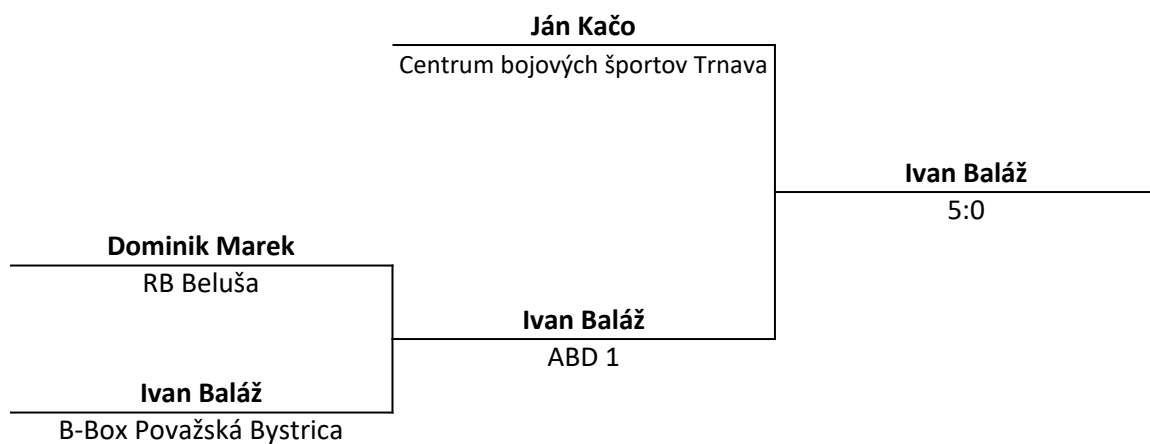 Ján Kačo
Centrum bojových športov Trnava
Ivan Baláž
5:0
Dominik Marek
RB Beluša
Ivan Baláž
ABD 1
Ivan Baláž
B-Box Považská Bystrica